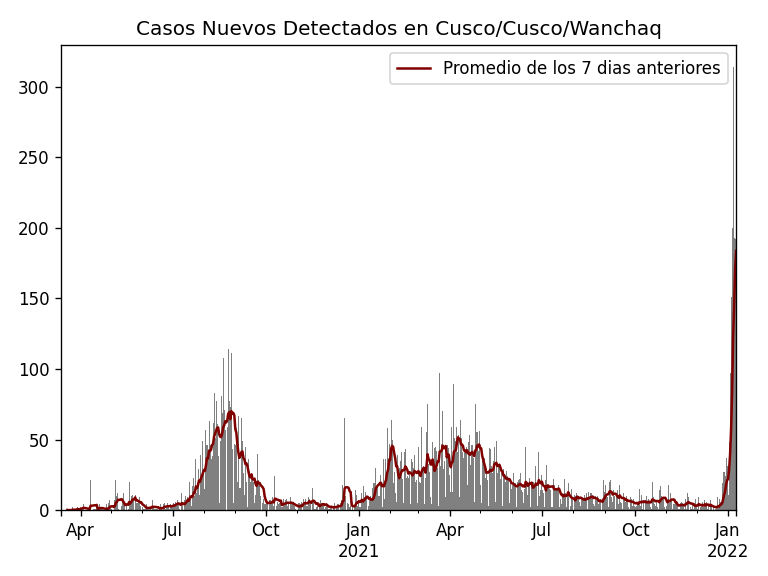 Casos Nuevos Detectados en Cusco/Cusco/Wanchaq
Promedio de los 7 dias anteriores
300
250
200
150
100
50
0
Apr Jul Oct Jan Apr Jul Oct Jan
2021 2022